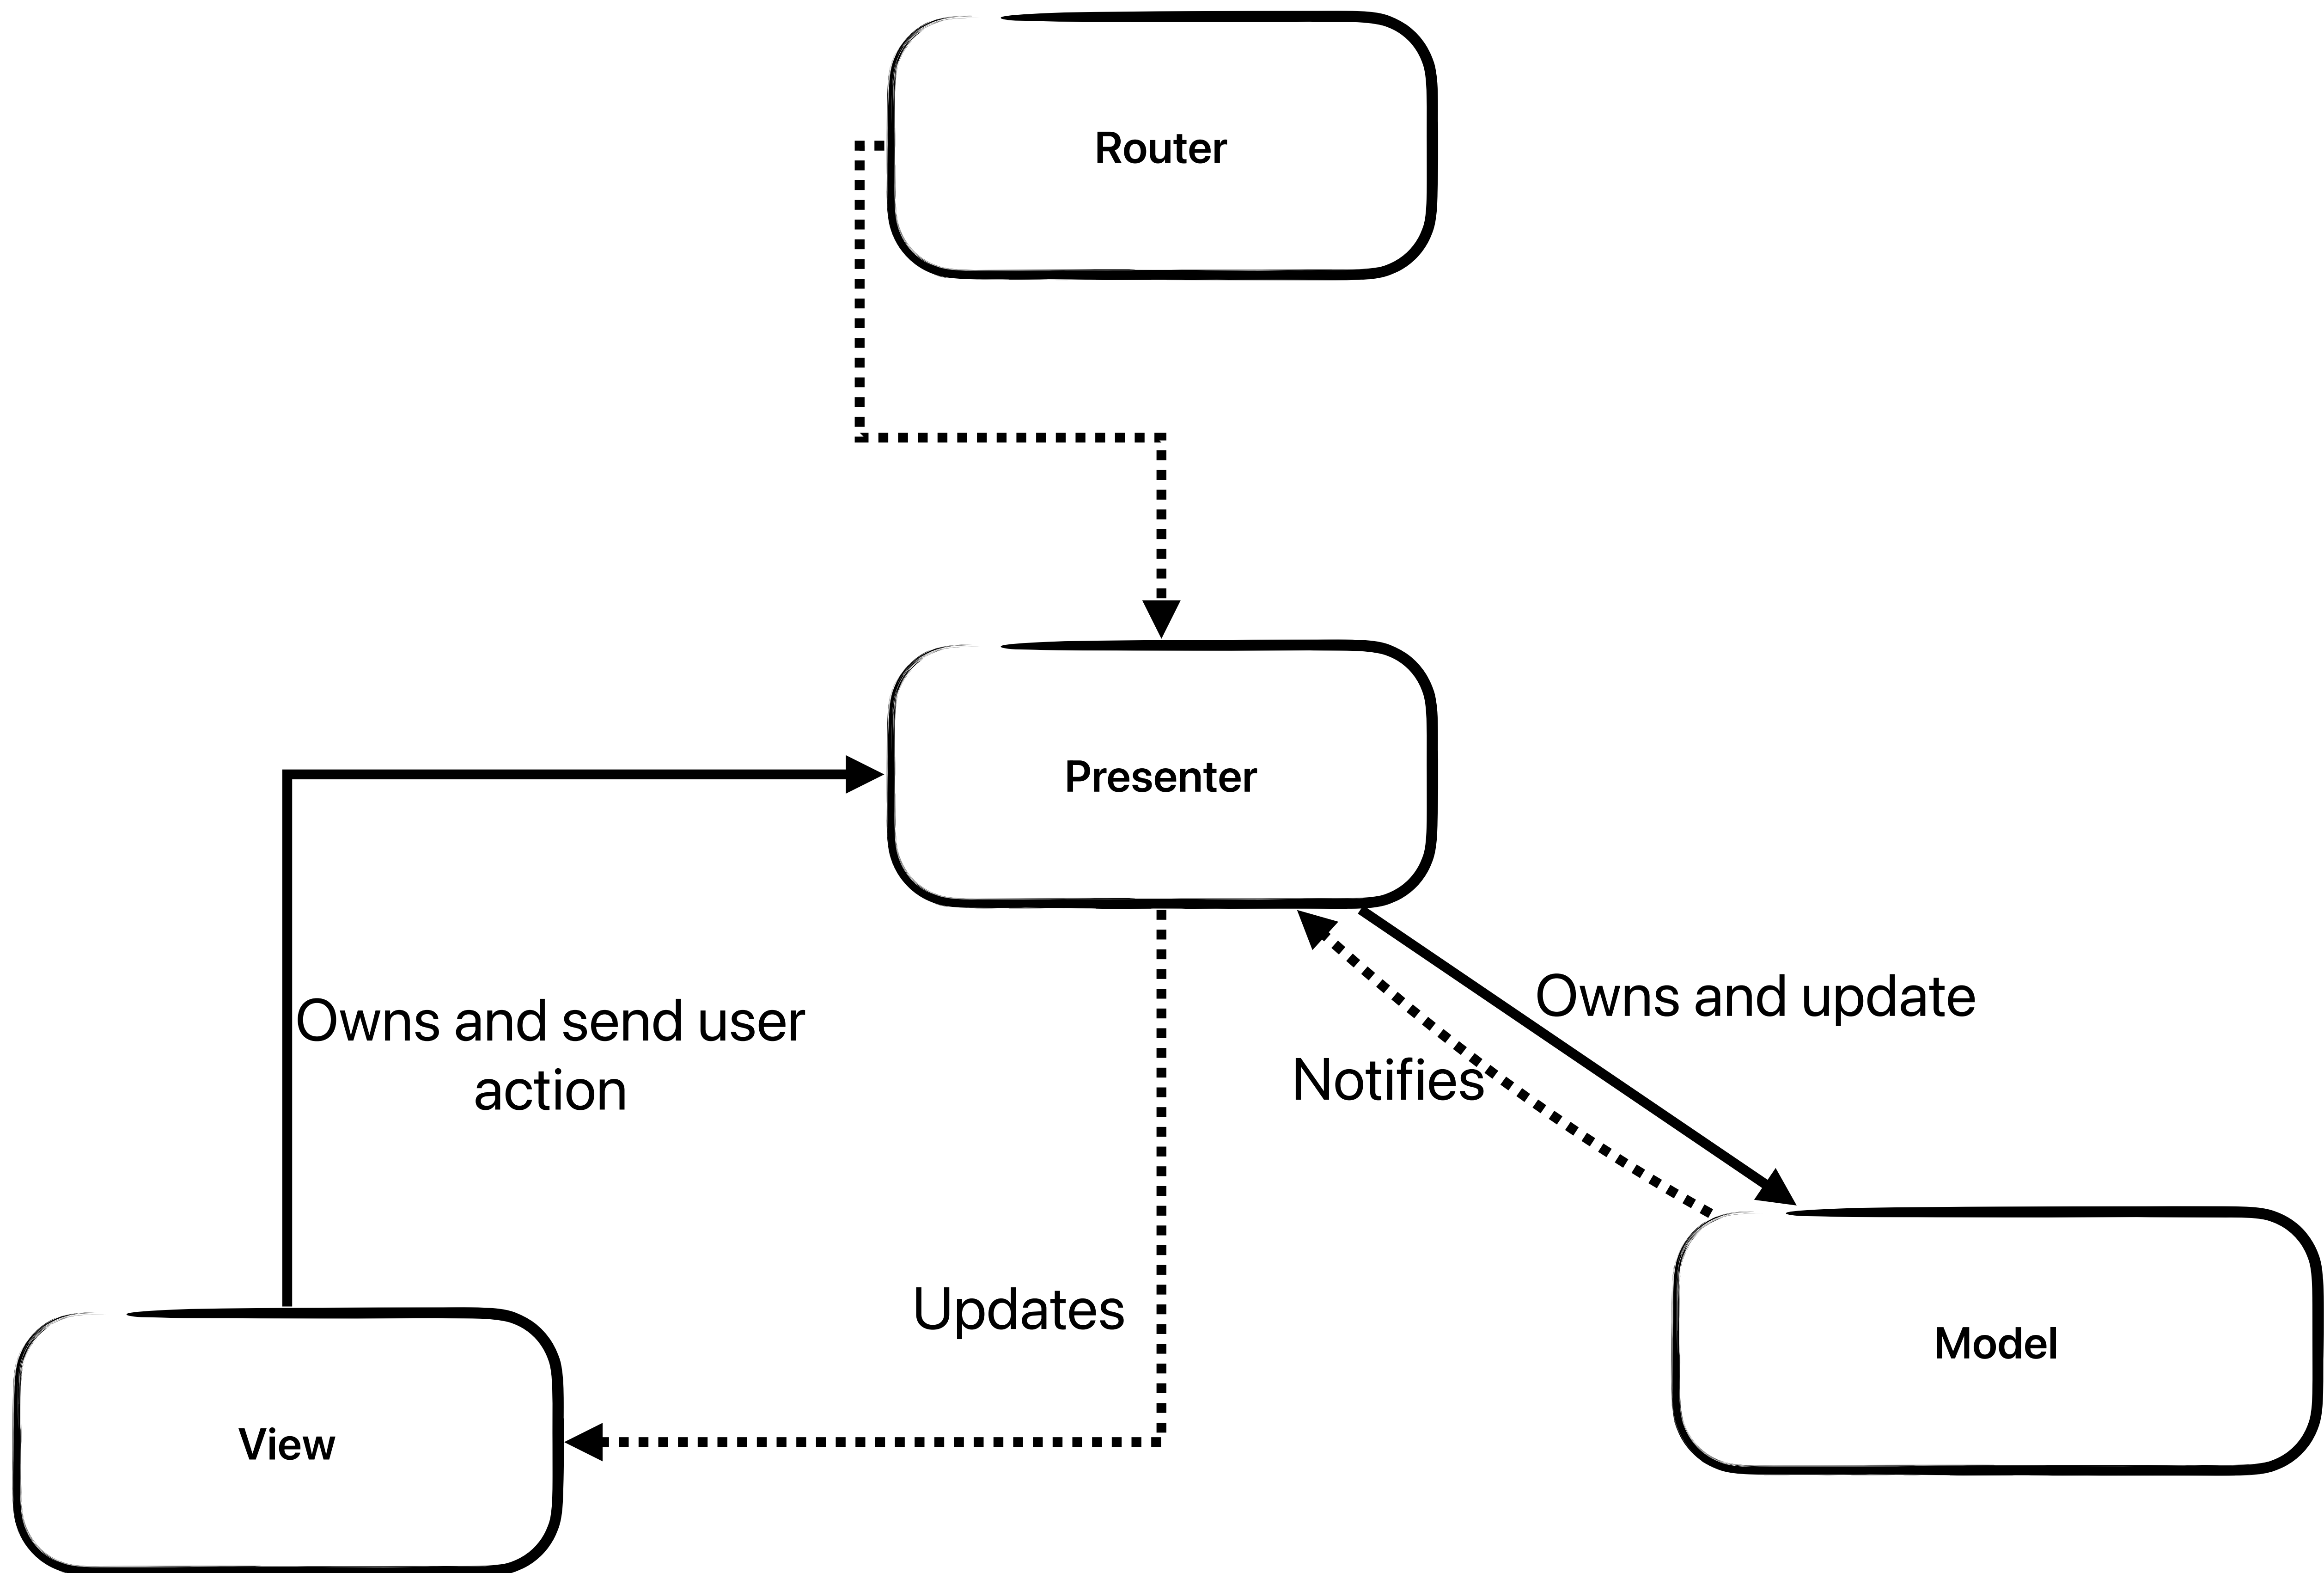 Router
Presenter
Owns and update
Owns and send user
action
Notifies
Updates
Model
View